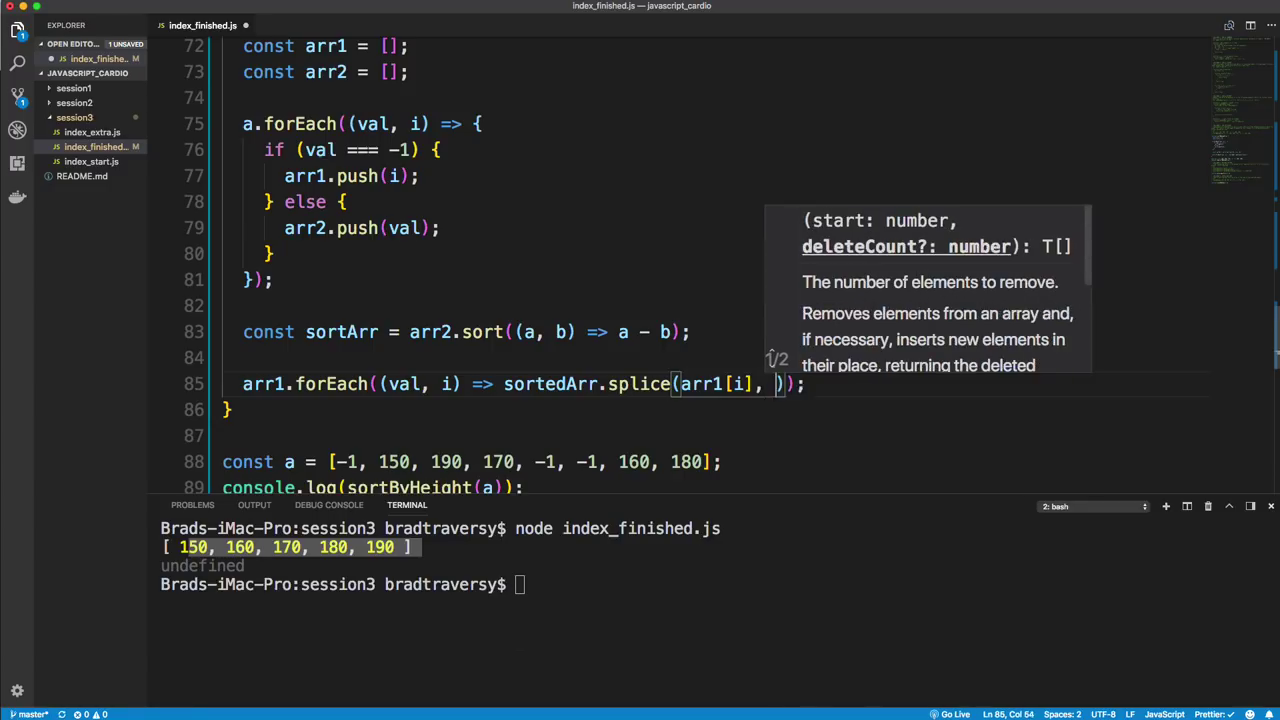 index_finished.js — javascript_cardio
EXPLORER
index_finished.js
OPEN EDITO... 1 UNSAVED
index_finished... M
JAVASCRIPT_CARDIO
session1
session2
session3
index_extra.js
index_finished... M
index_start.js
README.md
1
1
72 const arr1 = [];
73 const arr2 = [];
74
75 a.forEach((val, i) => {
76 if (val === -1) {
77 arr1.push(i);
78 } else {
79 arr2.push(val);
80 }
81 });
82
83 const sortArr = arr2.sort((a, b) => a - b);
84
85 arr1.forEach((val, i) => sortedArr.splice(arr1[i], ));
86 }
87
88 const a = [-1, 150, 190, 170, -1, -1, 160, 180];
89 console.log(sortByHeight(a));
(start: number,
deleteCount?: number): T[]
The number of elements to remove.
Removes elements from an array and,
if necessary, inserts new elements in
1/2 their place, returning the deleted
PROBLEMS OUTPUT DEBUG CONSOLE TERMINAL 2: bash
Brads-iMac-Pro:session3 bradtraversy$ node index_finished.js
[ 150, 160, 170, 180, 190 ]
undefined
Brads-iMac-Pro:session3 bradtraversy$
master* 0 0 Go Live Ln 85, Col 54 Spaces: 2 UTF-8 LF JavaScript Prettier: ✓